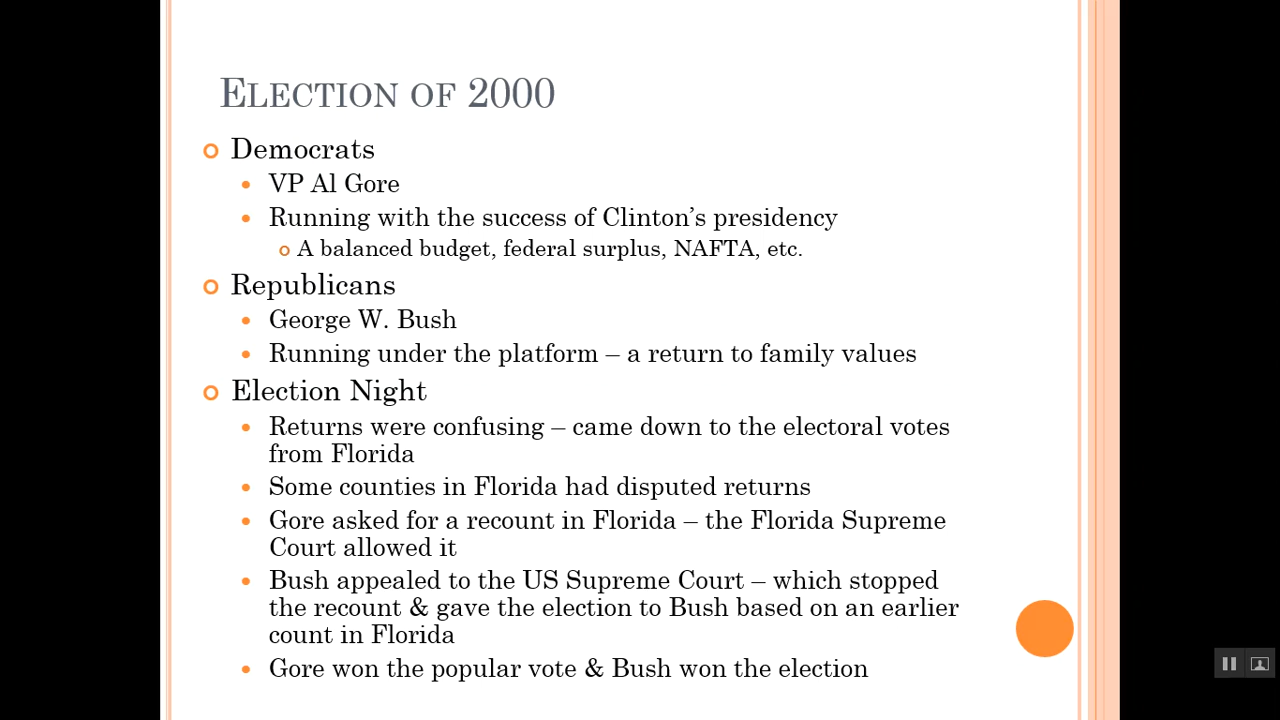 ELECTION OF 2000
Democrats
VP Al Gore
Running with the success of Clinton’s presidency
A balanced budget, federal surplus, NAFTA, etc.
Republicans
George W. Bush
Running under the platform – a return to family values
Election Night
Returns were confusing – came down to the electoral votes
from Florida
Some counties in Florida had disputed returns
Gore asked for a recount in Florida – the Florida Supreme
Court allowed it
Bush appealed to the US Supreme Court – which stopped
the recount & gave the election to Bush based on an earlier
count in Florida
Gore won the popular vote & Bush won the election